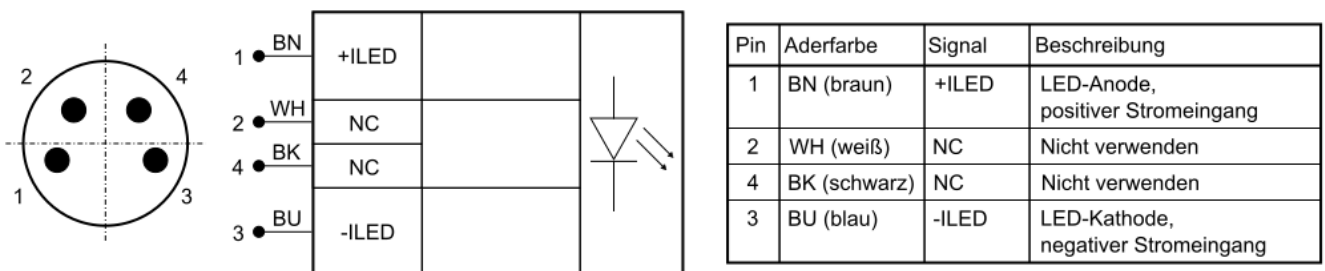 2 4
1 3
1 BN +ILED
2 WH NC
4 BK NC
3 BU -ILED
Pin Aderfarbe Signal Beschreibung
1 BN (braun) +ILED LED-Anode,
positiver Stromeingang
2 WH (weiß) NC Nicht verwenden
4 BK (schwarz) NC Nicht verwenden
3 BU (blau) -ILED LED-Kathode,
negativer Stromeingang